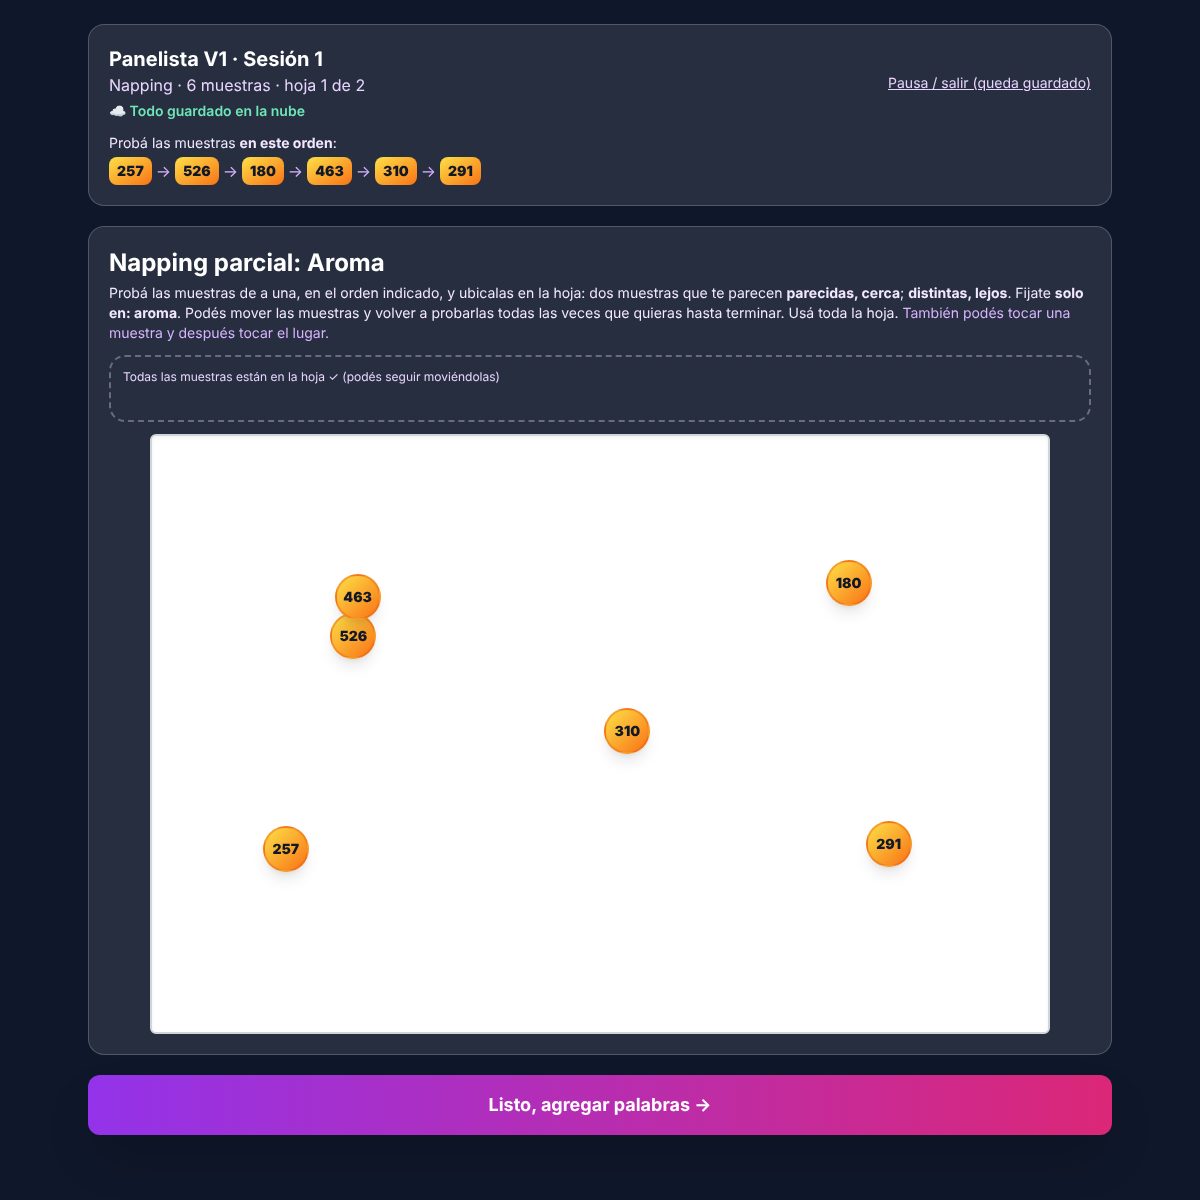 Panelista V1 · Sesión 1
Napping · 6 muestras · hoja 1 de 2
Pausa / salir (queda guardado)
☁️ Todo guardado en la nube
Probá las muestras en este orden:
257 → 526 → 180 → 463 → 310 → 291
Napping parcial: Aroma
Probá las muestras de a una, en el orden indicado, y ubicalas en la hoja: dos muestras que te parecen parecidas, cerca; distintas, lejos. Fijate solo
en: aroma. Podés mover las muestras y volver a probarlas todas las veces que quieras hasta terminar. Usá toda la hoja. También podés tocar una
muestra y después tocar el lugar.
Todas las muestras están en la hoja ✓ (podés seguir moviéndolas)
180
463
526
310
257
291
Listo, agregar palabras →